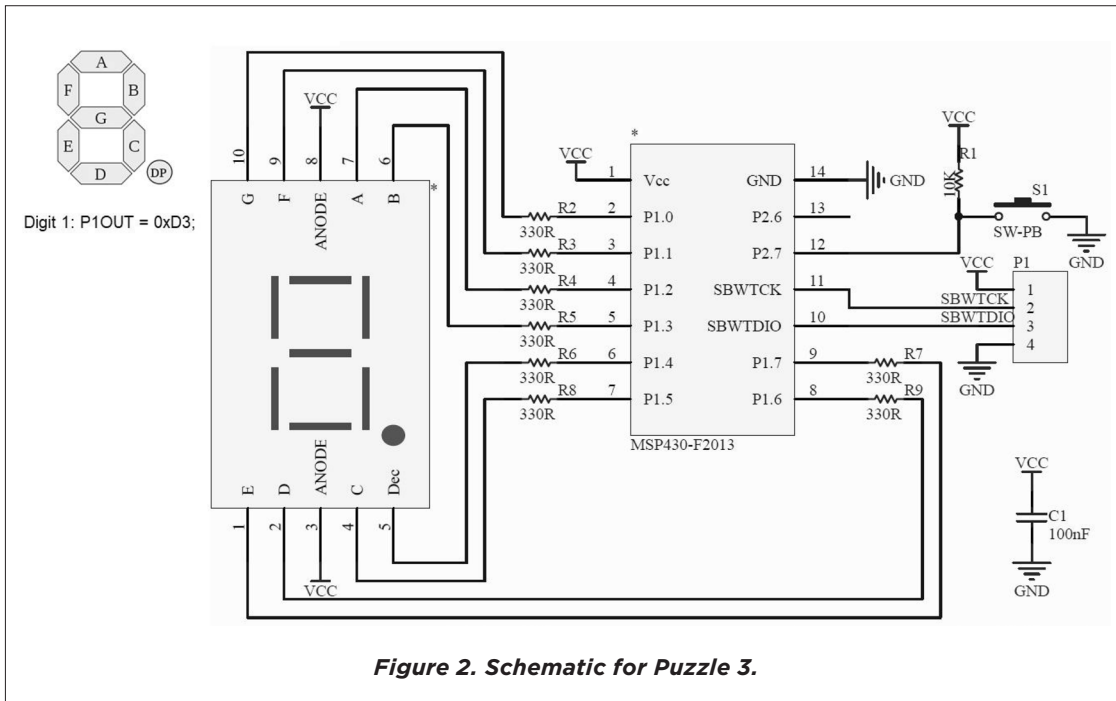 A
F
B
G
E
C
D
DP
Digit 1: P1OUT = 0xD3;
VCC
10
9
8
7
6
G
F
ANODE
A
B
*
ANODE
E
D
C
Dec
1
2
3
4
5
VCC
R2
330R
R3
330R
R4
330R
R5
330R
R6
330R
R8
330R
*
VCC
1
Vcc
GND
14
GND
2
P1.0
P2.6
13
3
P1.1
P2.7
12
4
P1.2
SBWTCK
11
5
P1.3
SBWTDIO
10
6
P1.4
P1.7
9
7
P1.5
P1.6
8
MSP430-F2013
R7
330R
R9
330R
VCC
R1
10K
S1
SW-PB
GND
VCC
P1
SBWTCK
SBWTDIO
1
2
3
4
GND
VCC
C1
100nF
GND
Figure 2. Schematic for Puzzle 3.